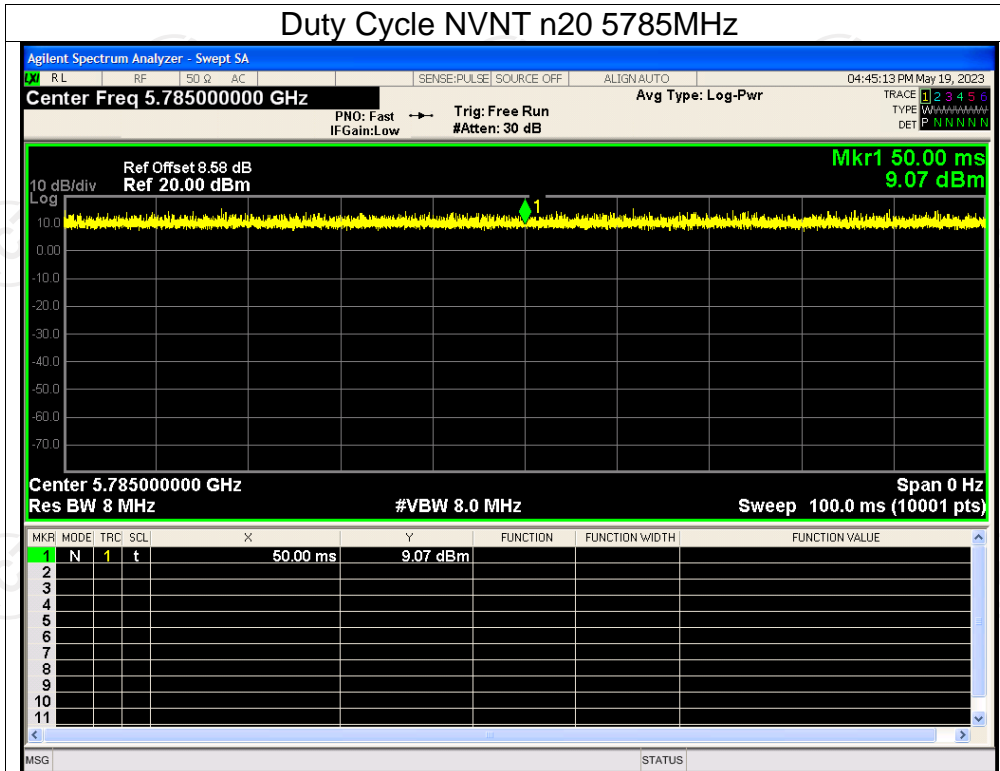 Duty Cycle NVNT n20 5785MHz
Agilent Spectrum Analyzer - Swept SA
LXI RL RF 50 Ω AC SENSE:PULSE SOURCE OFF ALIGN AUTO 04:45:13 PM May 19, 2023
Center Freq 5.785000000 GHz Avg Type: Log-Pwr TRACE 1 2 3 4 5 6
PNO: Fast Trig: Free Run TYPE WWWWWW
IFGain:Low #Atten: 30 dB DET P N N N N N
Mkr1 50.00 ms
Ref Offset 8.58 dB
10 dB/div Ref 20.00 dBm 9.07 dBm
Log
1
10.0
0.00
-10.0
-20.0
-30.0
-40.0
-50.0
-60.0
-70.0
Center 5.785000000 GHz Span 0 Hz
Res BW 8 MHz #VBW 8.0 MHz Sweep 100.0 ms (10001 pts)
MKR MODE TRC SCL X Y FUNCTION FUNCTION WIDTH FUNCTION VALUE
1 N 1 t 50.00 ms 9.07 dBm
2
3
4
5
6
7
8
9
10
11
MSG STATUS